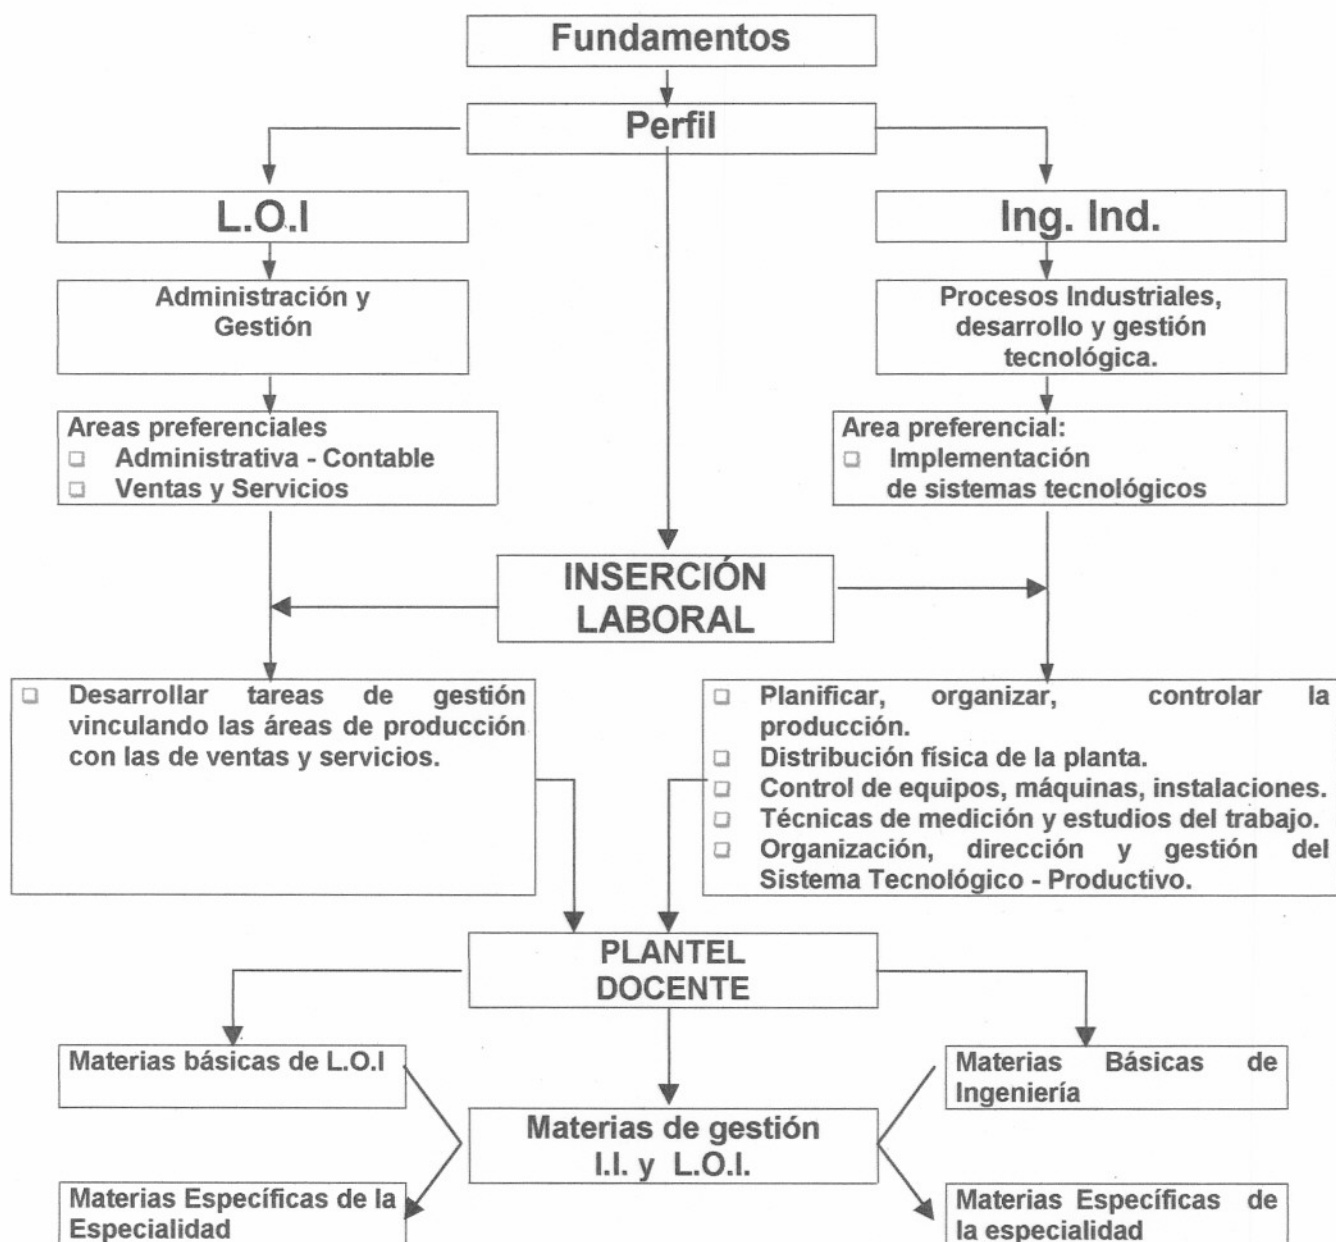 Fundamentos
Perfil
L.O.I
Ing. Ind.
Administración y
Gestión
Procesos Industriales,
desarrollo y gestión
tecnológica.
Areas preferenciales
Administrativa - Contable
Ventas y Servicios
Area preferencial:
Implementación
de sistemas tecnológicos
INSERCIÓN
LABORAL
Desarrollar tareas de gestión
vinculando las áreas de producción
con las de ventas y servicios.
Planificar, organizar, controlar la
producción.
Distribución física de la planta.
Control de equipos, máquinas, instalaciones.
Técnicas de medición y estudios del trabajo.
Organización, dirección y gestión del
Sistema Tecnológico - Productivo.
PLANTEL
DOCENTE
Materias básicas de L.O.I
Materias Básicas de
Ingeniería
Materias de gestión
I.I. y L.O.I.
Materias Específicas de la
Especialidad
Materias Específicas de
la especialidad